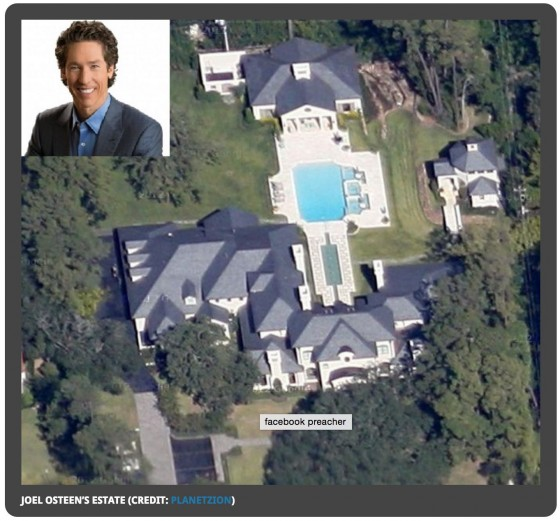 facebook preacher
JOEL OSTEEN'S ESTATE (CREDIT: PLANETZION)